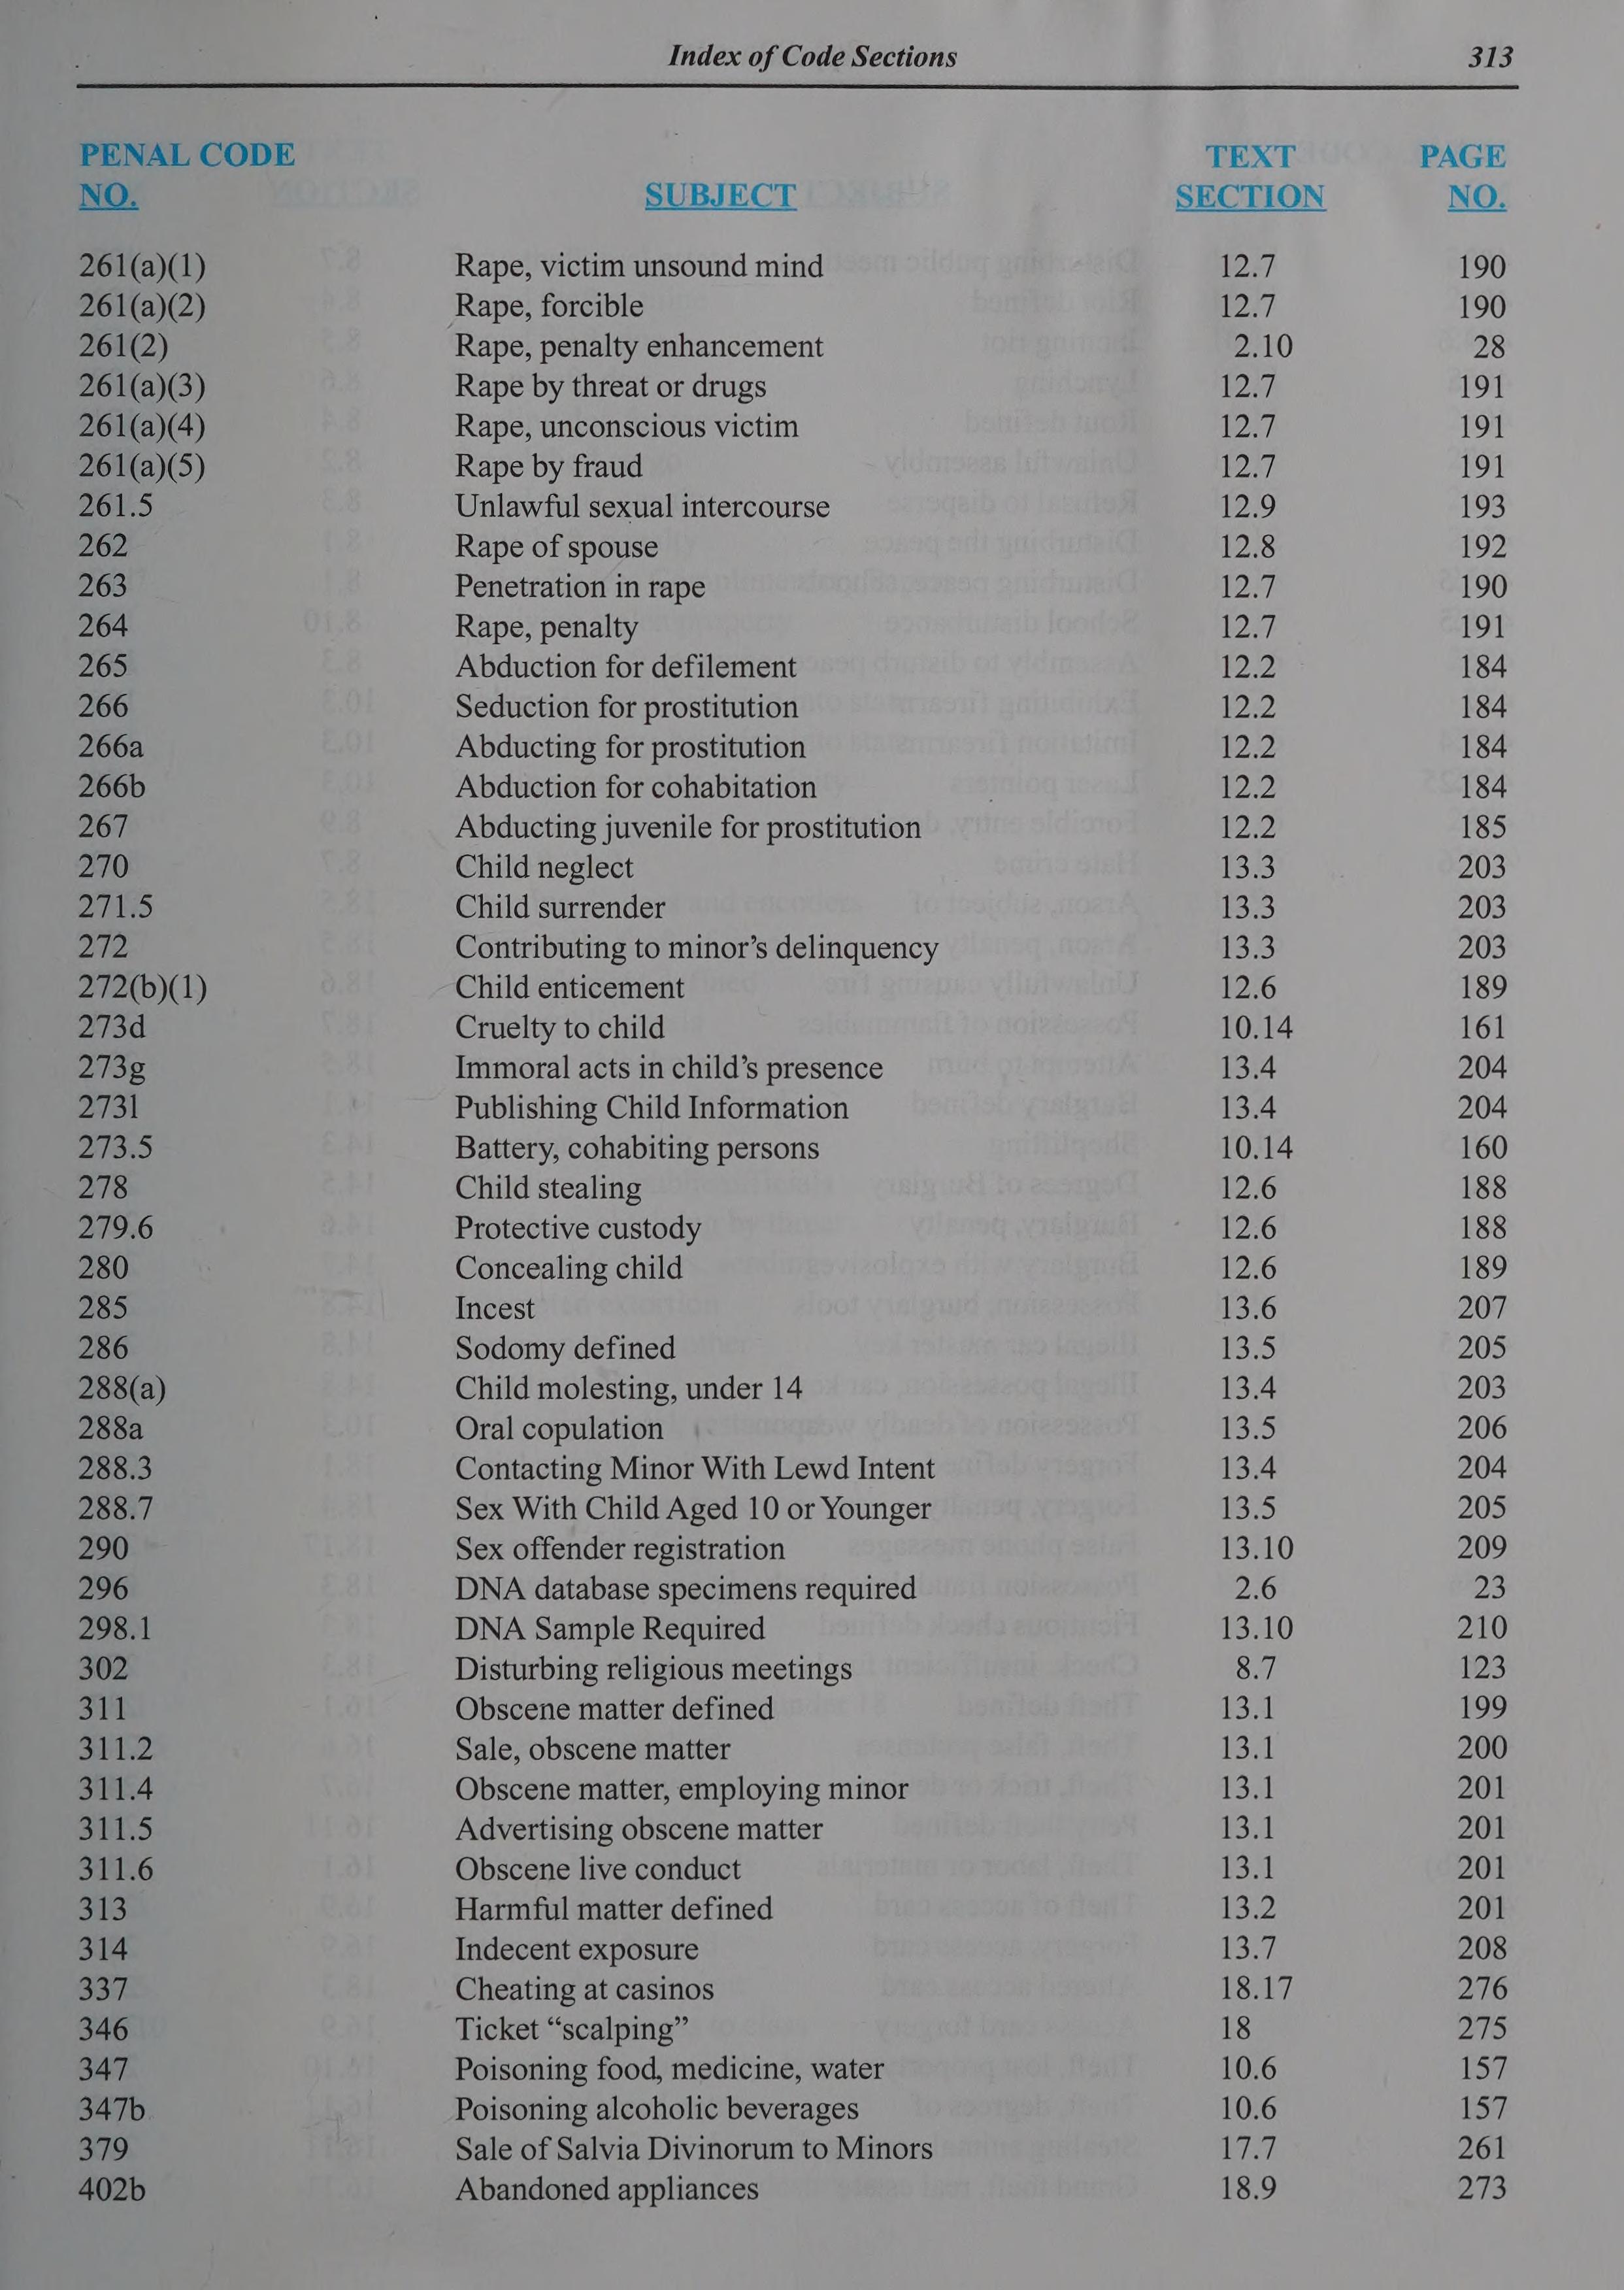 Index of Code Sections 313
PENAL CODE TEXT PAGE
NO. SUBJECT SECTION NO.
261(a)(1) Rape, victim unsound mind 12.7 190
261(a)(2) Rape, forcible 12.7 190
261(2) Rape, penalty enhancement 2.10 28
261(a)(3) Rape by threat or drugs 12.7 191
261(a)(4) Rape, unconscious victim 12.7 191
261(a)(5) Rape by fraud 12.7 191
261.5 Unlawful sexual intercourse 12.9 193
262 Rape of spouse 12.8 192
263 Penetration in rape 12.7 190
264 Rape, penalty 12.7 191
265 Abduction for defilement 12.2 184
266 Seduction for prostitution 12.2 184
266a Abducting for prostitution 12.2 184
266b Abduction for cohabitation 12.2 184
267 Abducting juvenile for prostitution 12.2 185
270 Child neglect 13.3 203
271.5 Child surrender 13.3 203
272 Contributing to minor’s delinquency 13.3 203
272(b)(1) Child enticement 12.6 189
273d Cruelty to child 10.14 161
273g Immoral acts in child’s presence 13.4 204
273l Publishing Child Information 13.4 204
273.5 Battery, cohabiting persons 10.14 160
278 Child stealing 12.6 188
279.6 Protective custody 12.6 188
280 Concealing child 12.6 189
285 Incest 13.6 207
286 Sodomy defined 13.5 205
288(a) Child molesting, under 14 13.4 203
288a Oral copulation 13.5 206
288.3 Contacting Minor With Lewd Intent 13.4 204
288.7 Sex With Child Aged 10 or Younger 13.5 205
290 Sex offender registration 13.10 209
296 DNA database specimens required 2.6 23
298.1 DNA Sample Required 13.10 210
302 Disturbing religious meetings 8.7 123
311 Obscene matter defined 13.1 199
311.2 Sale, obscene matter 13.1 200
311.4 Obscene matter, employing minor 13.1 201
311.5 Advertising obscene matter 13.1 201
311.6 Obscene live conduct 13.1 201
313 Harmful matter defined 13.2 201
314 Indecent exposure 13.7 208
337 Cheating at casinos 18.17 276
346 Ticket “scalping” 18 275
347 Poisoning food, medicine, water 10.6 157
347b Poisoning alcoholic beverages 10.6 157
379 Sale of Salvia Divinorum to Minors 17.7 261
402b Abandoned appliances 18.9 273